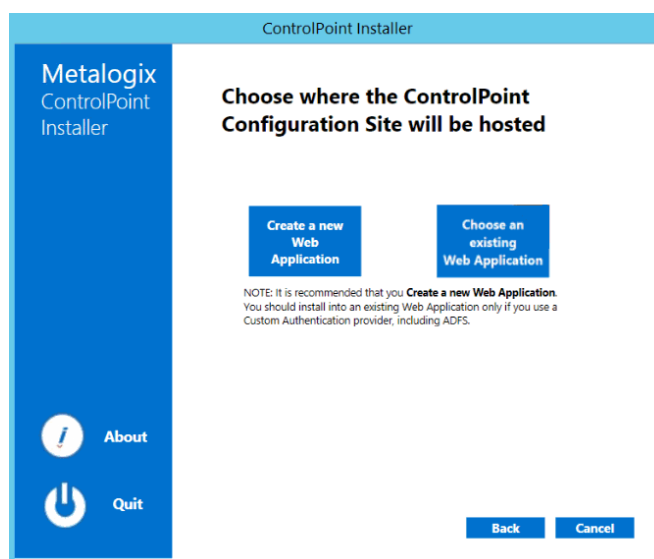 ControlPoint Installer
Metalogix
ControlPoint
Installer
Choose where the ControlPoint
Configuration Site will be hosted
Create a new
Web
Application
Choose an
existing
Web Application
NOTE: It is recommended that you Create a new Web Application.
You should install into an existing Web Application only if you use a
Custom Authentication provider, including ADFS.
About
Quit
Back
Cancel